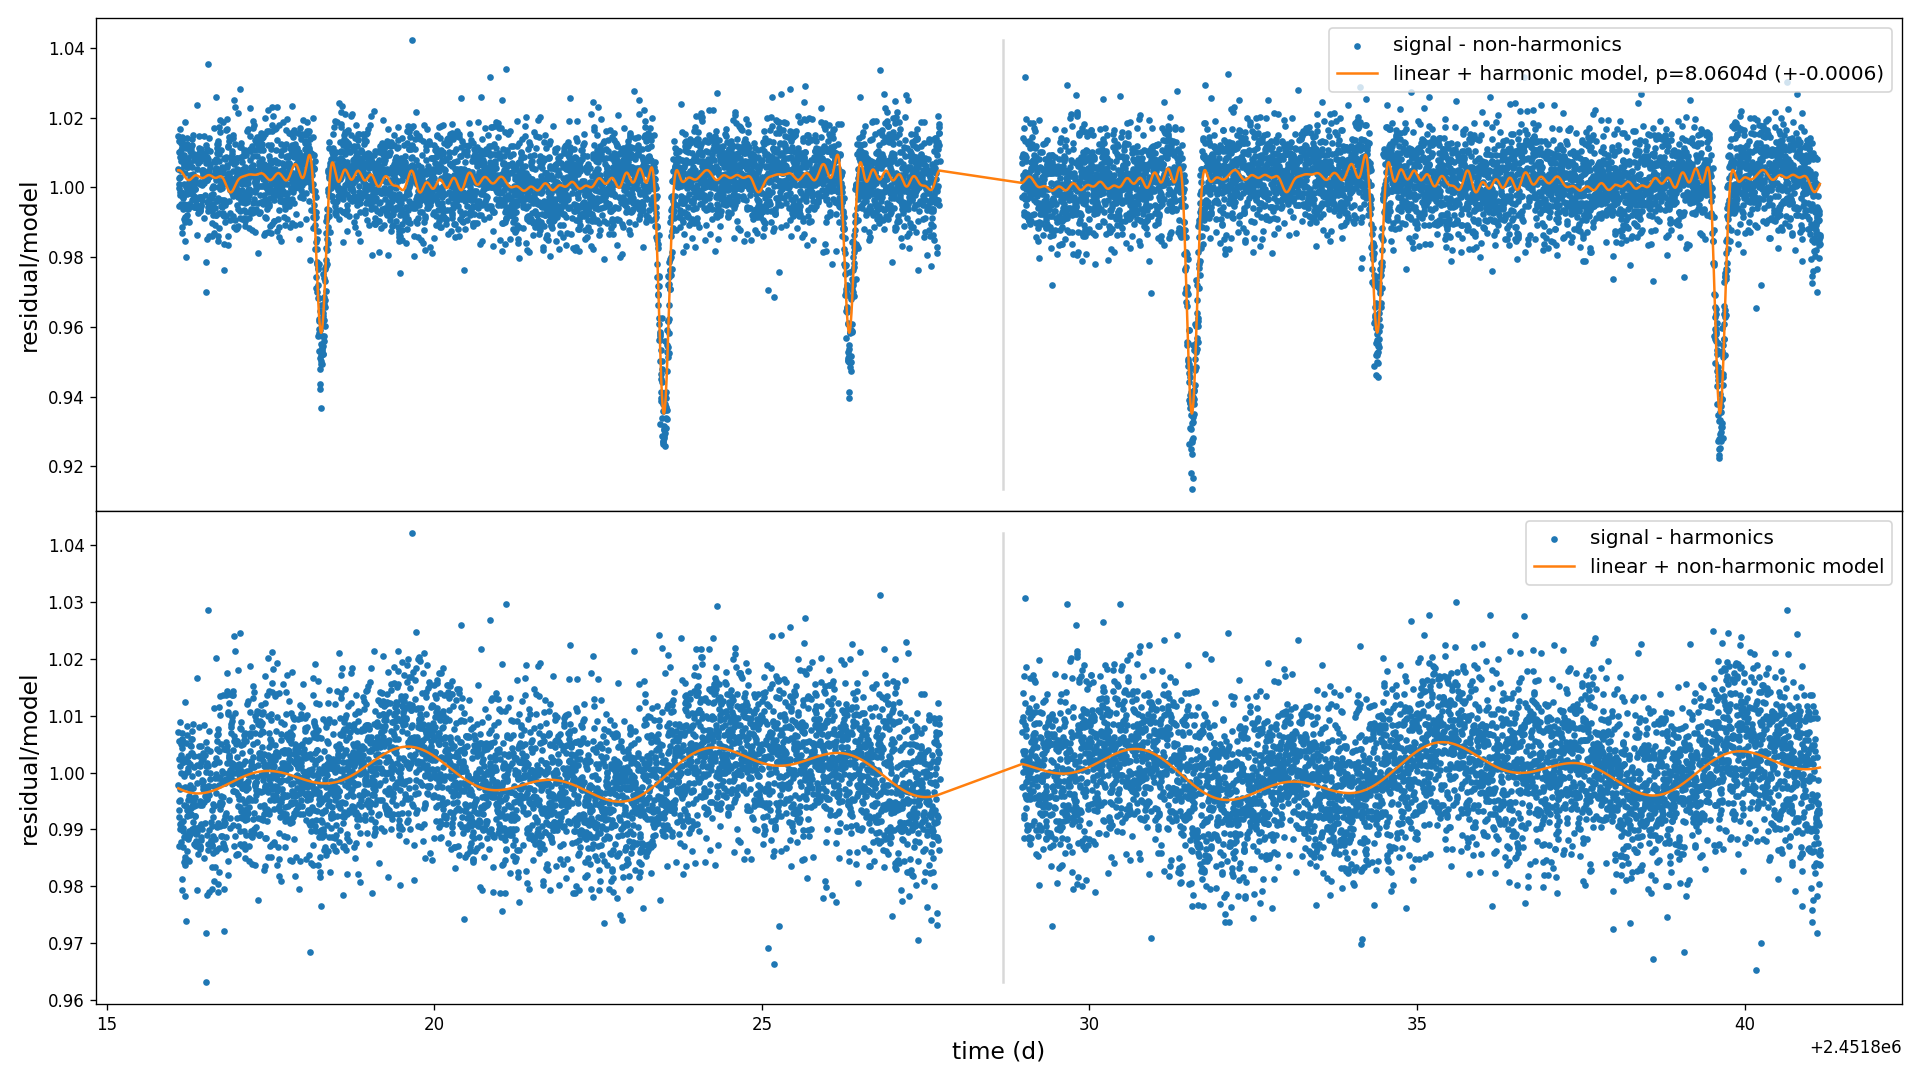 signal - non-harmonics
linear + harmonic model, p=8.0604d (+-0.0006)
1.04
1.02
1.00
0.98
0.96
0.94
0.92
residual/model
signal - harmonics
linear + non-harmonic model
1.04
1.03
1.02
1.01
1.00
0.99
0.98
0.97
0.96
residual/model
15
20
25
30
35
40
time (d)
+2.4518e6